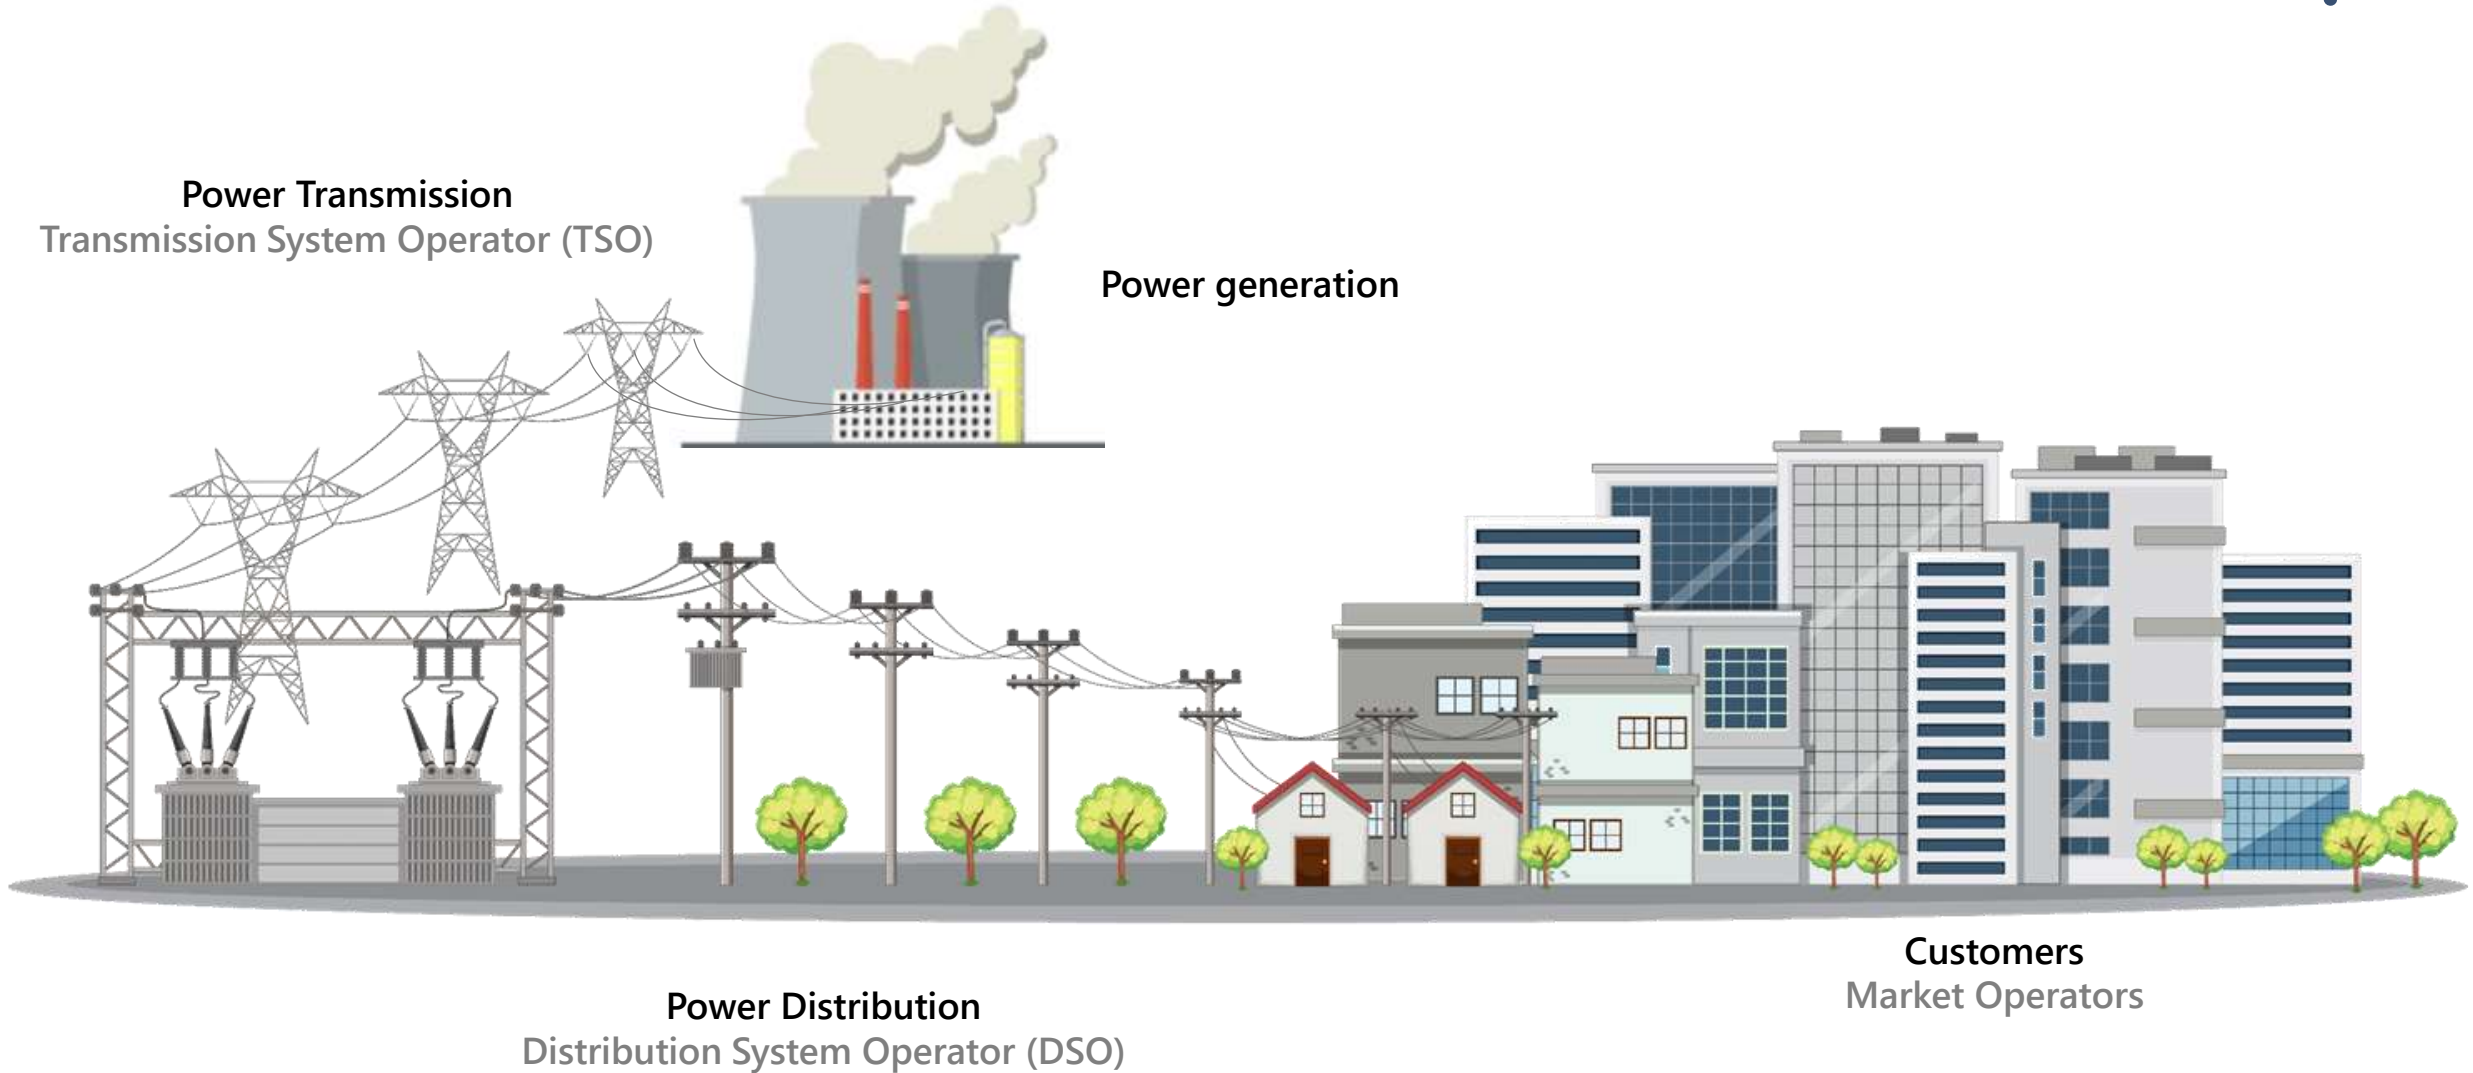 Power Transmission
Transmission System Operator (TSO)
Power generation
Customers
Market Operators
Power Distribution
Distribution System Operator (DSO)